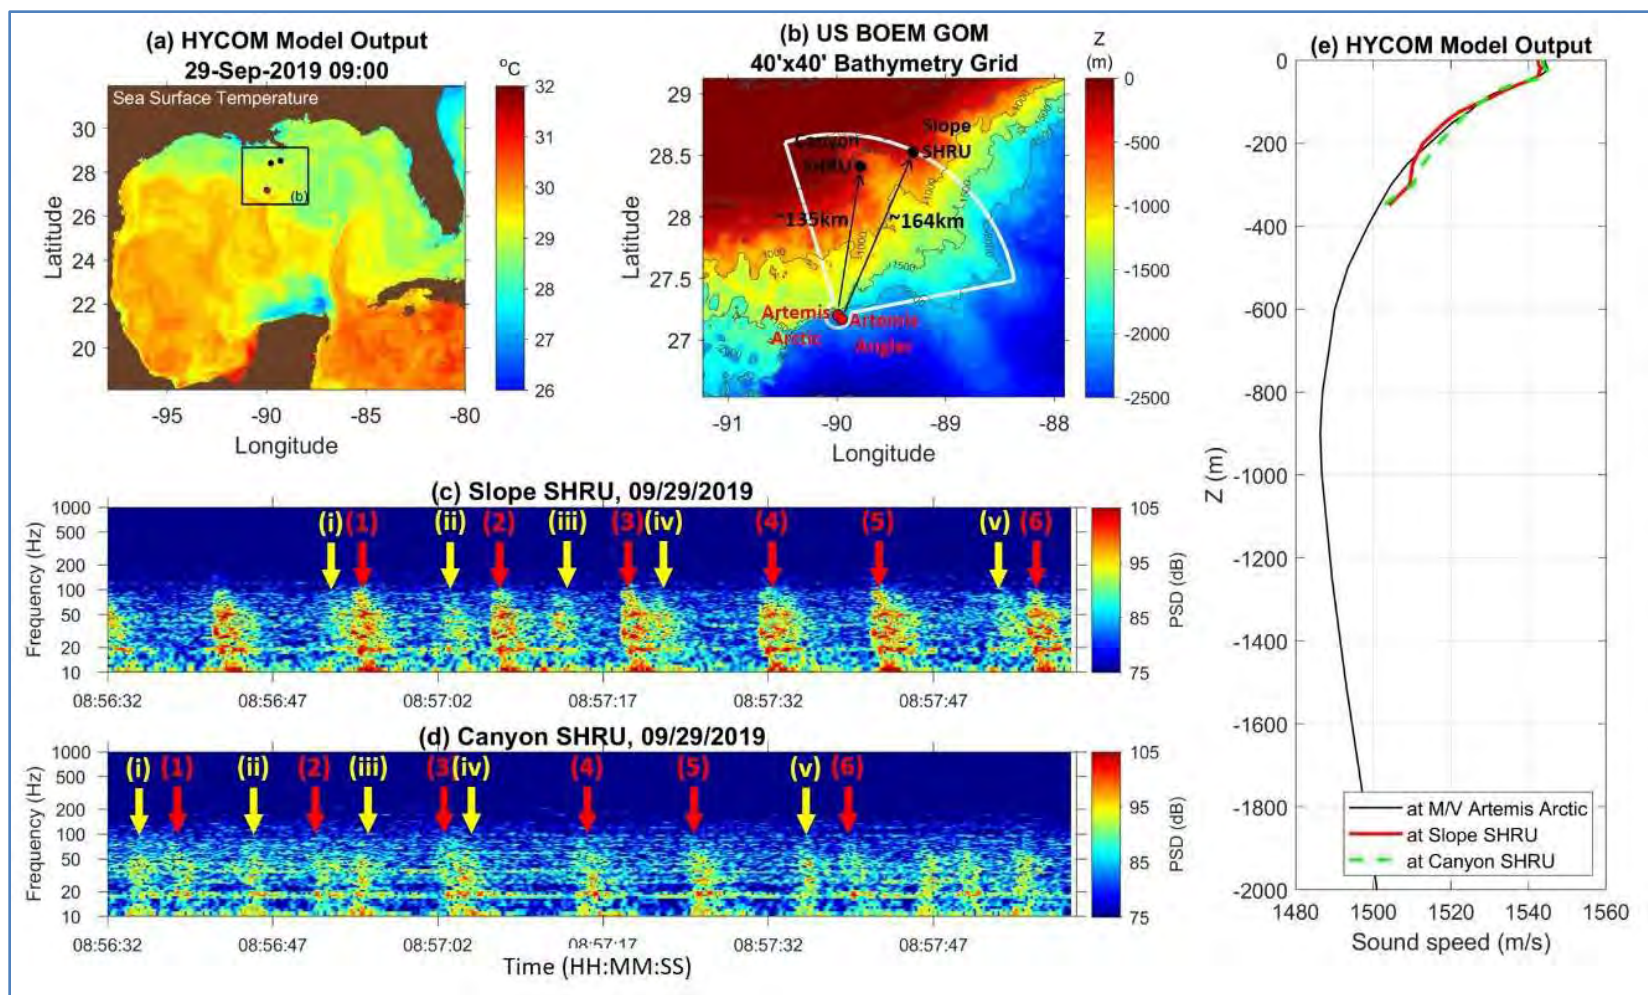 (a) HYCOM Model Output
29-Sep-2019 09:00
°C
Sea Surface Temperature
(b)
Latitude
30
28
26
24
22
20
-95
-90
-85
-80
Longitude
32
31
30
29
28
27
26
(b) US BOEM GOM
40'x40' Bathymetry Grid
Z
(m)
Latitude
29
28.5
28
27.5
27
-91
-90
-89
-88
Longitude
Canyon
SHRU
Slope
SHRU
~135km
~164km
Artemis
Arctic
Artemis
Angler
1000
1500
0
-500
-1000
-1500
-2000
-2500
(c) Slope SHRU, 09/29/2019
Frequency (Hz)
1000
500
200
100
50
20
10
(i) (1) (ii) (2) (iii) (3) (iv) (4) (5) (v) (6)
08:56:32 08:56:47 08:57:02 08:57:17 08:57:32 08:57:47
105
95
85
75
PSD (dB)
(d) Canyon SHRU, 09/29/2019
Frequency (Hz)
1000
500
200
100
50
20
10
(i) (1) (ii) (2) (iii) (3) (iv) (4) (5) (v) (6)
08:56:32 08:56:47 08:57:02 08:57:17 08:57:32 08:57:47
Time (HH:MM:SS)
105
95
85
75
PSD (dB)
(e) HYCOM Model Output
Z (m)
0
-200
-400
-600
-800
-1000
-1200
-1400
-1600
-1800
-2000
1480 1500 1520 1540 1560
Sound speed (m/s)
at M/V Artemis Arctic
at Slope SHRU
at Canyon SHRU